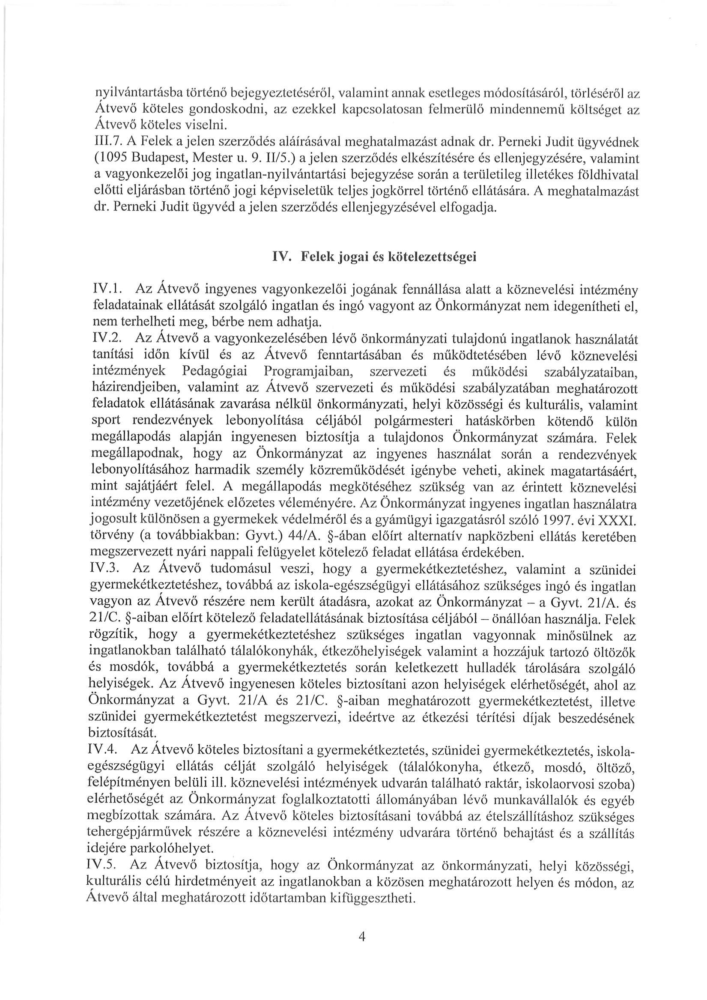 nyilvántartásba történő bejegyeztetéséről, valamint annak esetleges módosításáról, törléséről az
Átvevő köteles gondoskodni, az ezekkel kapcsolatosan felmerülő mindennemű költséget az
Átvevő köteles viselni.
III.7. A Felek a jelen szerződés aláírásával meghatalmazást adnak dr. Perneki Judit ügyvédnek
(1095 Budapest, Mester u. 9. II/5.) a jelen szerződés elkészítésére és ellenjegyzésére, valamint
a vagyonkezelői jog ingatlan-nyilvántartási bejegyzése során a területileg illetékes földhivatal
előtti eljárásban történő jogi képviseletük teljes jogkörrel történő ellátására. A meghatalmazást
dr. Perneki Judit ügyvéd a jelen szerződés ellenjegyzésével elfogadja.
IV. Felek jogai és kötelezettségei
IV.1. Az Átvevő ingyenes vagyonkezelői jogának fennállása alatt a köznevelési intézmény
feladatainak ellátását szolgáló ingatlan és ingó vagyont az Önkormányzat nem idegenítheti el,
nem terhelheti meg, bérbe nem adhatja.
IV.2. Az Átvevő a vagyonkezelésében lévő önkormányzati tulajdonú ingatlanok használatát
tanítási időn kívül és az Átvevő fenntartásában és működtetésében lévő köznevelési
intézmények Pedagógiai Programjaiban, szervezeti és működési szabályzataiban,
házirendjeiben, valamint az Átvevő szervezeti és működési szabályzatában meghatározott
feladatok ellátásának zavarása nélkül önkormányzati, helyi közösségi és kulturális, valamint
sport rendezvények lebonyolítása céljából polgármesteri hatáskörben kötendő külön
megállapodás alapján ingyenesen biztosítja a tulajdonos Önkormányzat számára. Felek
megállapodnak, hogy az Önkormányzat az ingyenes használat során a rendezvények
lebonyolításához harmadik személy közreműködését igénybe veheti, akinek magatartásáért,
mint sajátjáért felel. A megállapodás megkötéséhez szükség van az érintett köznevelési
intézmény vezetőjének előzetes véleményére. Az Önkormányzat ingyenes ingatlan használatra
jogosult különösen a gyermekek védelméről és a gyámügyi igazgatásról szóló 1997. évi XXXI.
törvény (a továbbiakban: Gyvt.) 44/A. §-ában előírt alternatív napközbeni ellátás keretében
megszervezett nyári nappali felügyelet kötelező feladat ellátása érdekében.
IV.3. Az Átvevő tudomásul veszi, hogy a gyermekétkeztetéshez, valamint a szünidei
gyermekétkeztetéshez, továbbá az iskola-egészségügyi ellátásához szükséges ingó és ingatlan
vagyon az Átvevő részére nem került átadásra, azokat az Önkormányzat – a Gyvt. 21/A. és
21/C. §-aiban előírt kötelező feladatellátásának biztosítása céljából – önállóan használja. Felek
rögzítik, hogy a gyermekétkeztetéshez szükséges ingatlan vagyonnak minősülnek az
ingatlanokban található tálalókonyhák, étkezőhelyiségek valamint a hozzájuk tartozó öltözők
és mosdók, továbbá a gyermekétkeztetés során keletkezett hulladék tárolására szolgáló
helyiségek. Az Átvevő ingyenesen köteles biztosítani azon helyiségek elérhetőségét, ahol az
Önkormányzat a Gyvt. 21/A és 21/C. §-aiban meghatározott gyermekétkeztetést, illetve
szünidei gyermekétkeztetést megszervezi, ideértve az étkezési térítési díjak beszedésének
biztosítását.
IV.4. Az Átvevő köteles biztosítani a gyermekétkeztetés, szünidei gyermekétkeztetés, iskola-
egészségügyi ellátás célját szolgáló helyiségek (tálalókonyha, étkező, mosdó, öltöző,
felépítményen belüli ill. köznevelési intézmények udvarán található raktár, iskolaorvosi szoba)
elérhetőségét az Önkormányzat foglalkoztatotti állományában lévő munkavállalók és egyéb
megbízottak számára. Az Átvevő köteles biztosításani továbbá az ételszállításhoz szükséges
tehergépjárművek részére a köznevelési intézmény udvarára történő behajtást és a szállítás
idejére parkolóhelyet.
IV.5. Az Átvevő biztosítja, hogy az Önkormányzat az önkormányzati, helyi közösségi,
kulturális célú hirdetményeit az ingatlanokban a közösen meghatározott helyen és módon, az
Átvevő által meghatározott időtartamban kifüggesztheti.
4